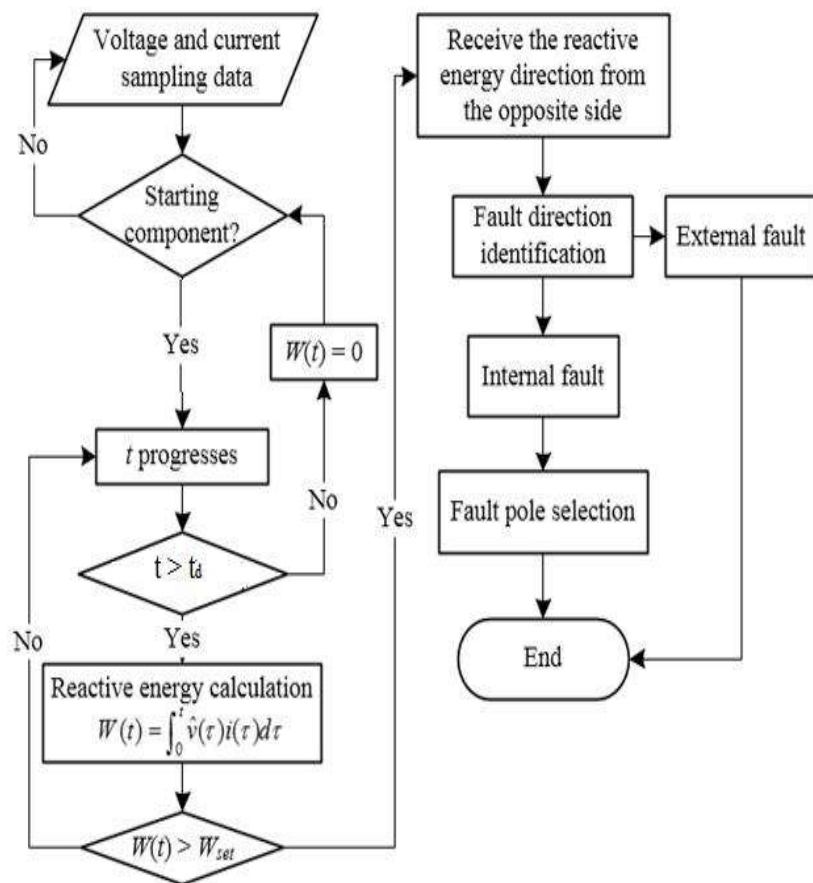 Voltage and current
sampling data
No
Starting
component?
Yes
W(t) = 0
t progresses
No
t > td
No
Yes
Reactive energy calculation
W(t) = ∫₀ᵗ v̂(τ)i(τ)dτ
W(t) > Wset
Yes
Receive the reactive
energy direction from
the opposite side
Fault direction
identification
External fault
Internal fault
Fault pole selection
End